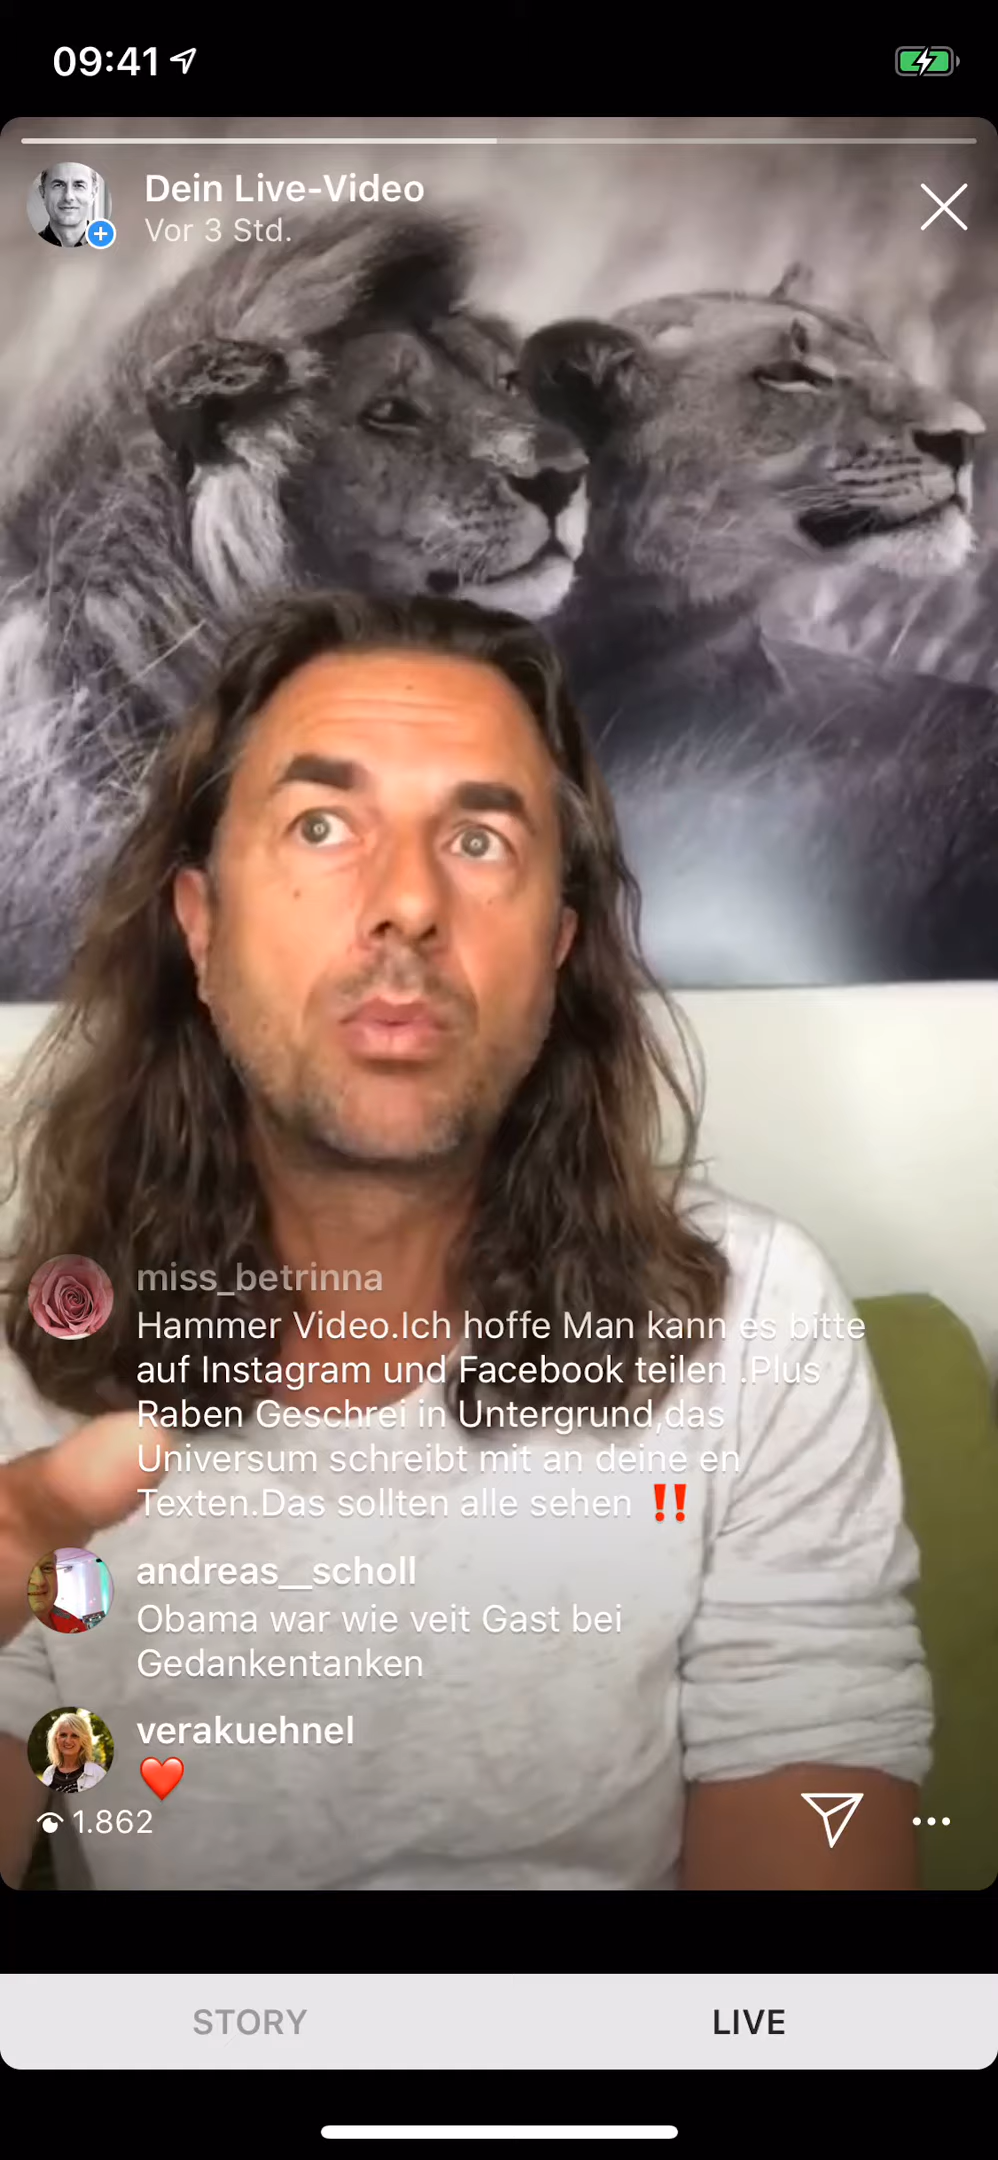 09:41
Dein Live-Video
Vor 3 Std.
miss_betrinna
Hammer Video.Ich hoffe Man kann es bitte
auf Instagram und Facebook teilen .Plus
Raben Geschrei in Untergrund,das
Universum schreibt mit an deine en
Texten.Das sollten alle sehen ‼️
andreas__scholl
Obama war wie veit Gast bei
Gedankentanken
verakuehnel
❤️
1.862
STORY
LIVE